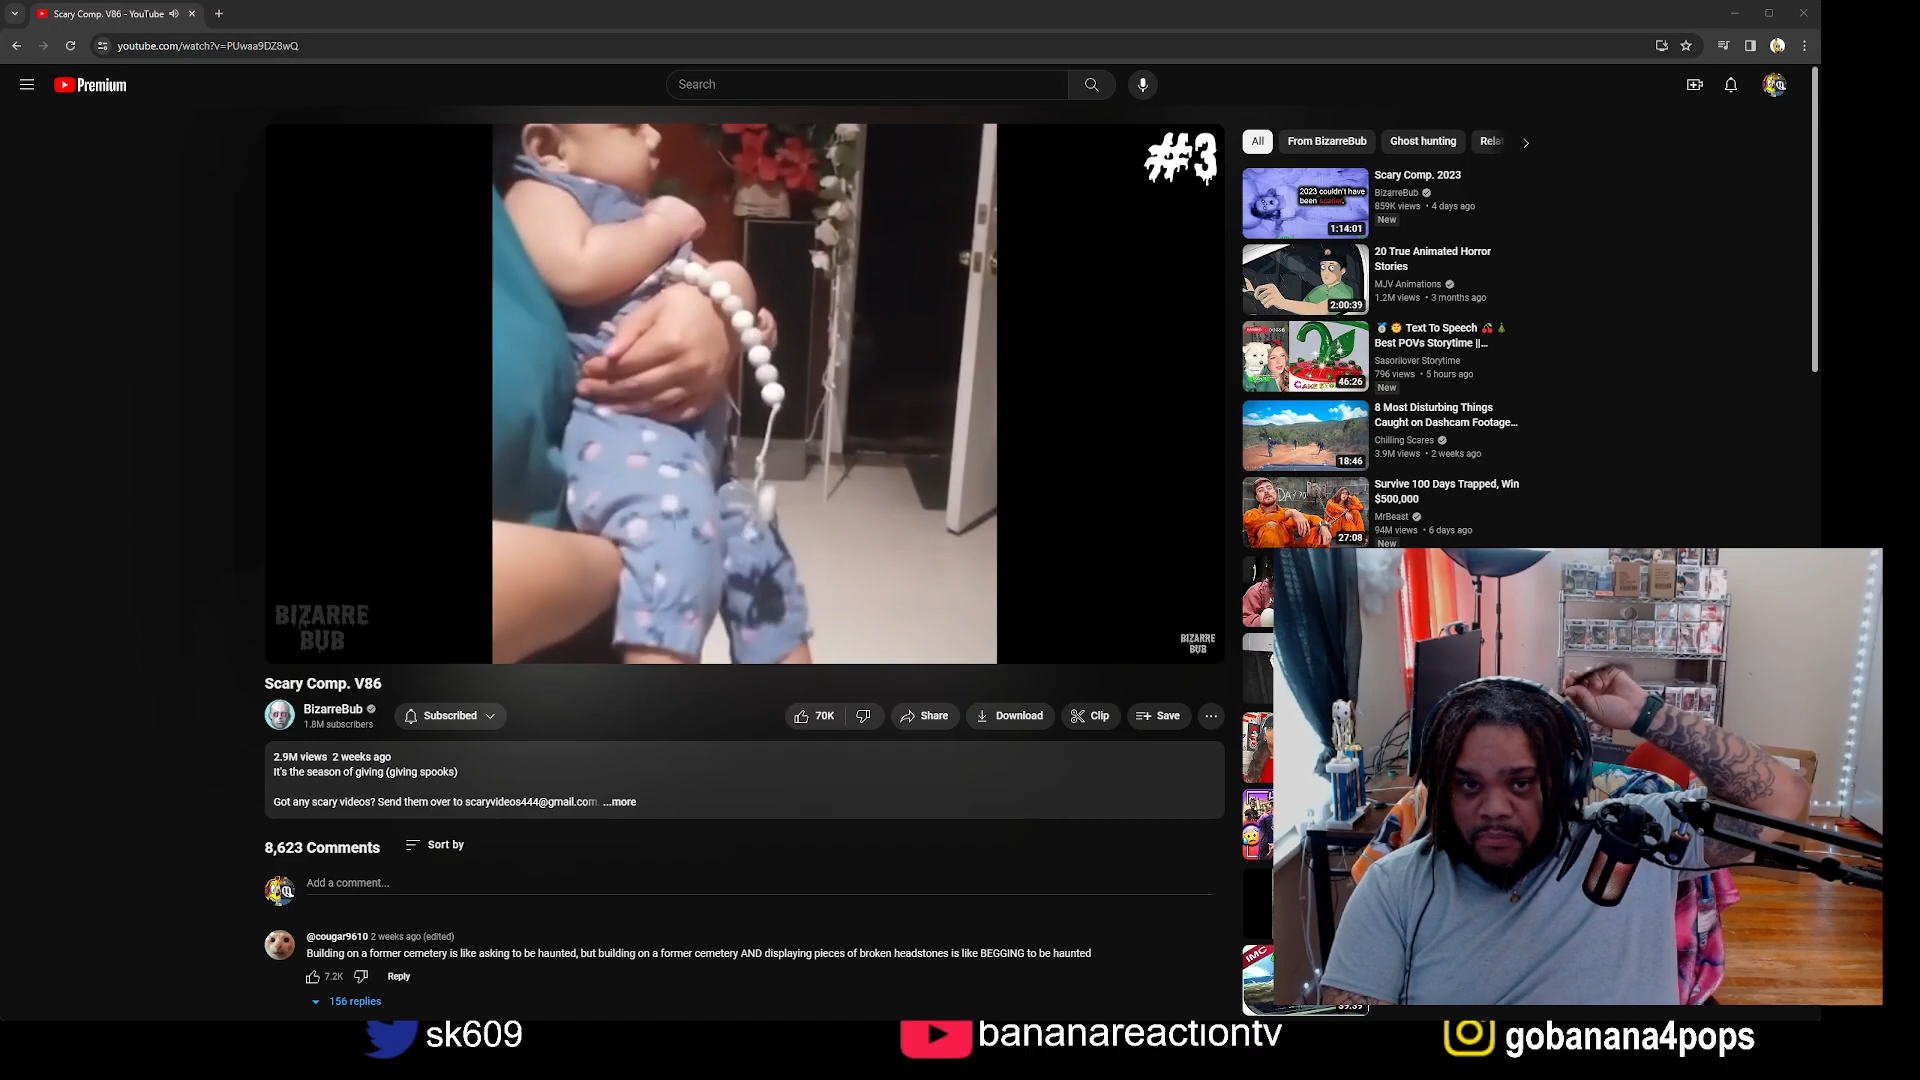 Scary Comp. V86 - YouTube
youtube.com/watch?v=PUwaa9DZ8wQ
Premium
Search
#3
BIZARRE
BUB
BIZARRE
BUB
All
From BizarreBub
Ghost hunting
Rela
2023 couldn't have
been scarier.
1:14:01
Scary Comp. 2023
BizarreBub
859K views • 4 days ago
New
2:00:39
20 True Animated Horror
Stories
MJV Animations
1.2M views • 3 months ago
46:26
Text To Speech
Best POVs Storytime ||...
Sasorilover Storytime
796 views • 5 hours ago
New
18:46
8 Most Disturbing Things
Caught on Dashcam Footage...
Chilling Scares
3.9M views • 2 weeks ago
27:08
Survive 100 Days Trapped, Win
$500,000
MrBeast
94M views • 6 days ago
New
Scary Comp. V86
BizarreBub
1.8M subscribers
Subscribed
70K
Share
Download
Clip
Save
2.9M views 2 weeks ago
It's the season of giving (giving spooks)
Got any scary videos? Send them over to scaryvideos444@gmail.com. ...more
8,623 Comments
Sort by
Add a comment...
@cougar9610 2 weeks ago (edited)
Building on a former cemetery is like asking to be haunted, but building on a former cemetery AND displaying pieces of broken headstones is like BEGGING to be haunted
7.2K
Reply
156 replies
IMC
sk609
bananareactiontv
gobanana4pops